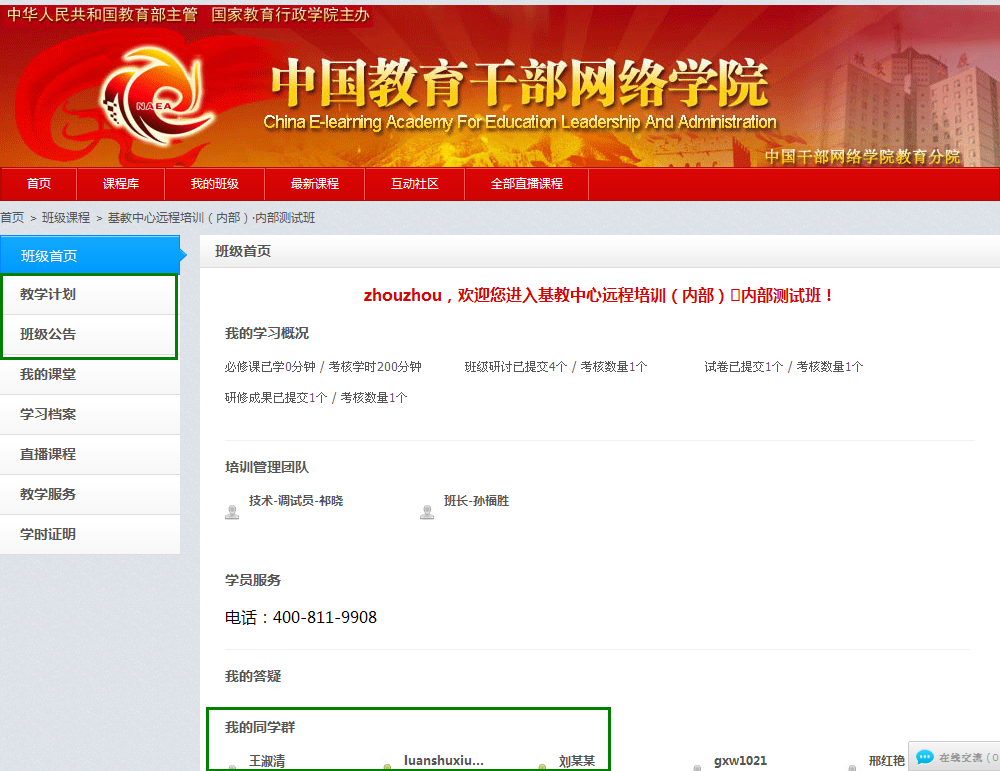 中华人民共和国教育部主管 国家教育行政学院主办
NAEA
中国教育干部网络学院
China E-learning Academy For Education Leadership And Administration
中国干部网络学院教育分院
首页 课程库 我的班级 最新课程 互动社区 全部直播课程
首页 > 班级课程 > 基教中心远程培训（内部）·内部测试班
班级首页
教学计划
班级公告
我的课堂
学习档案
直播课程
教学服务
学时证明
班级首页
zhouzhou，欢迎您进入基教中心远程培训（内部）内部测试班！
我的学习概况
必修课已学0分钟 / 考核学时200分钟 班级研讨已提交4个 / 考核数量1个 试卷已提交1个 / 考核数量1个
研修成果已提交1个 / 考核数量1个
培训管理团队
技术-调试员-祁晓 班长-孙福胜
学员服务
电话：400-811-9908
我的答疑
我的同学群
王淑清 luanshuxiu... 刘某某 gxw1021 邢红艳
在线交流（0